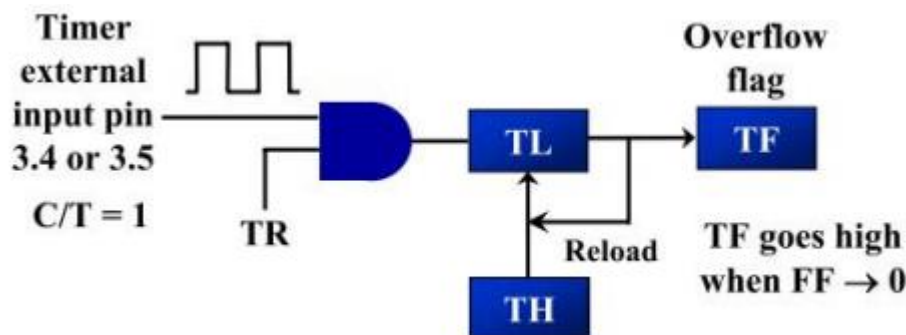 Timer
external
input pin
3.4 or 3.5
C/T = 1
TR
TL
Overflow
flag
TF
Reload
TH
TF goes high
when FF → 0